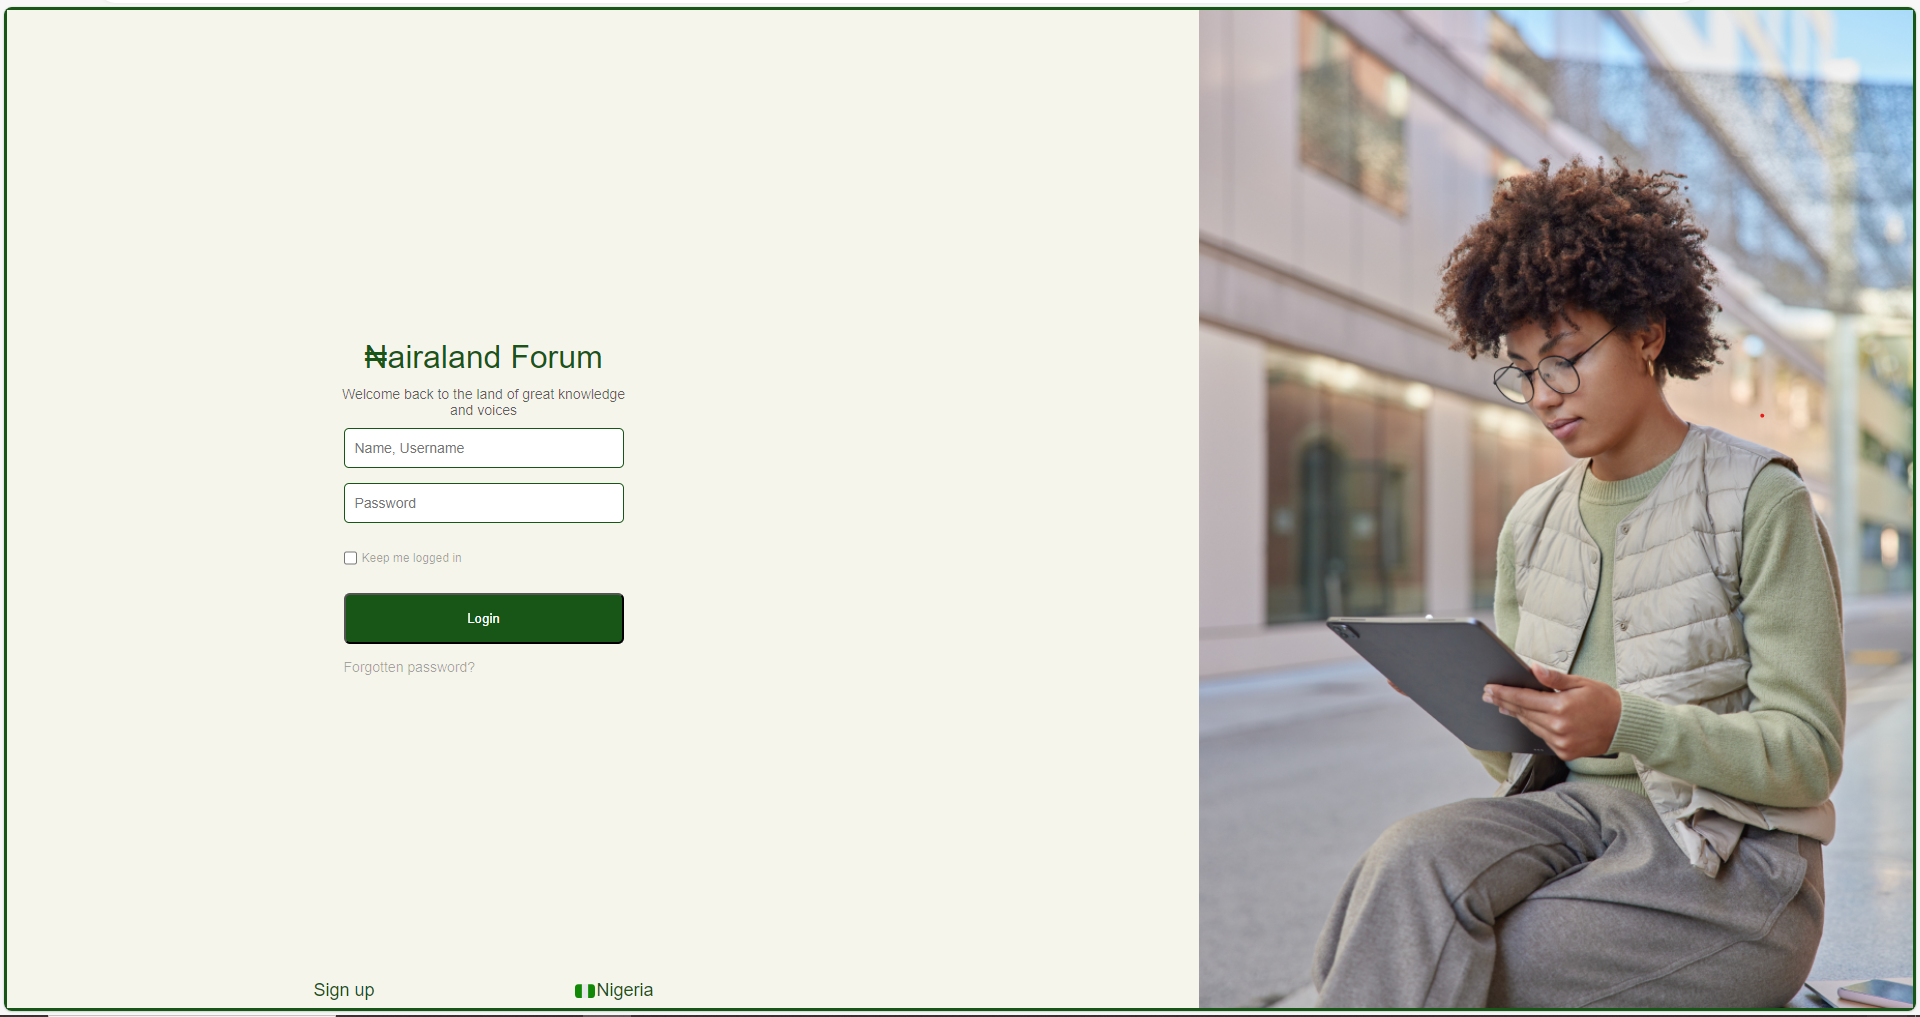 ₦airaland Forum
Welcome back to the land of great knowledge
and voices
Name, Username
Password
Keep me logged in
Login
Forgotten password?
Sign up
Nigeria